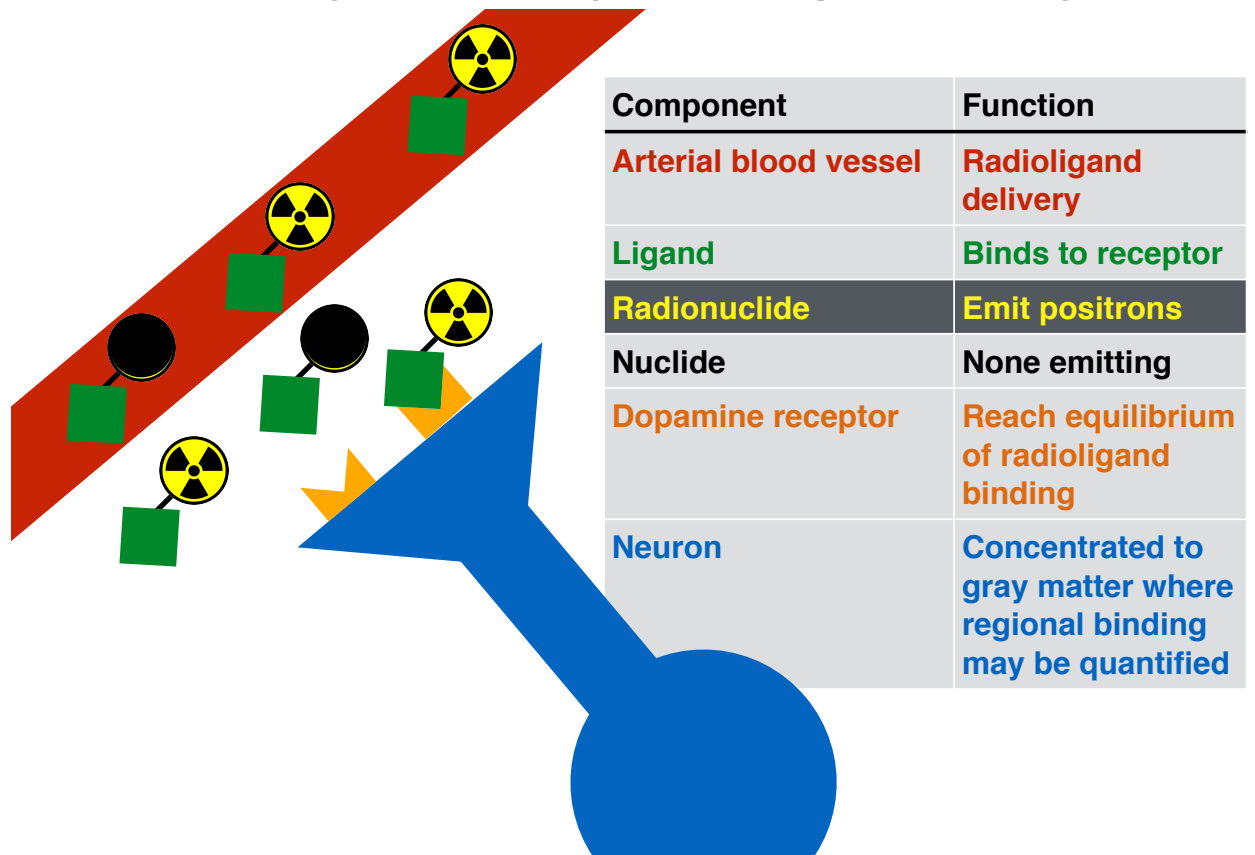 Component
Function
Arterial blood vessel
Radioligand
delivery
Ligand
Binds to receptor
Radionuclide
Emit positrons
Nuclide
None emitting
Dopamine receptor
Reach equilibrium
of radioligand
binding
Neuron
Concentrated to
gray matter where
regional binding
may be quantified